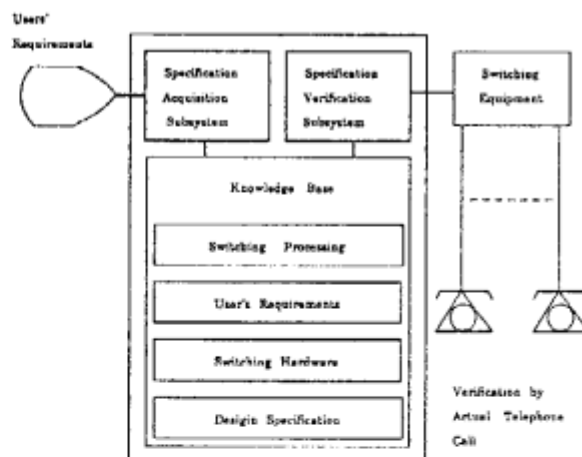 Users'
Requirements
Specification
Acquisition
Subsystem
Specification
Verification
Subsystem
Switching
Equipment
Knowledge Base
Switching Processing
User's Requirements
Switching Hardware
Design Specification
Verification by
Actual Telephone
Call